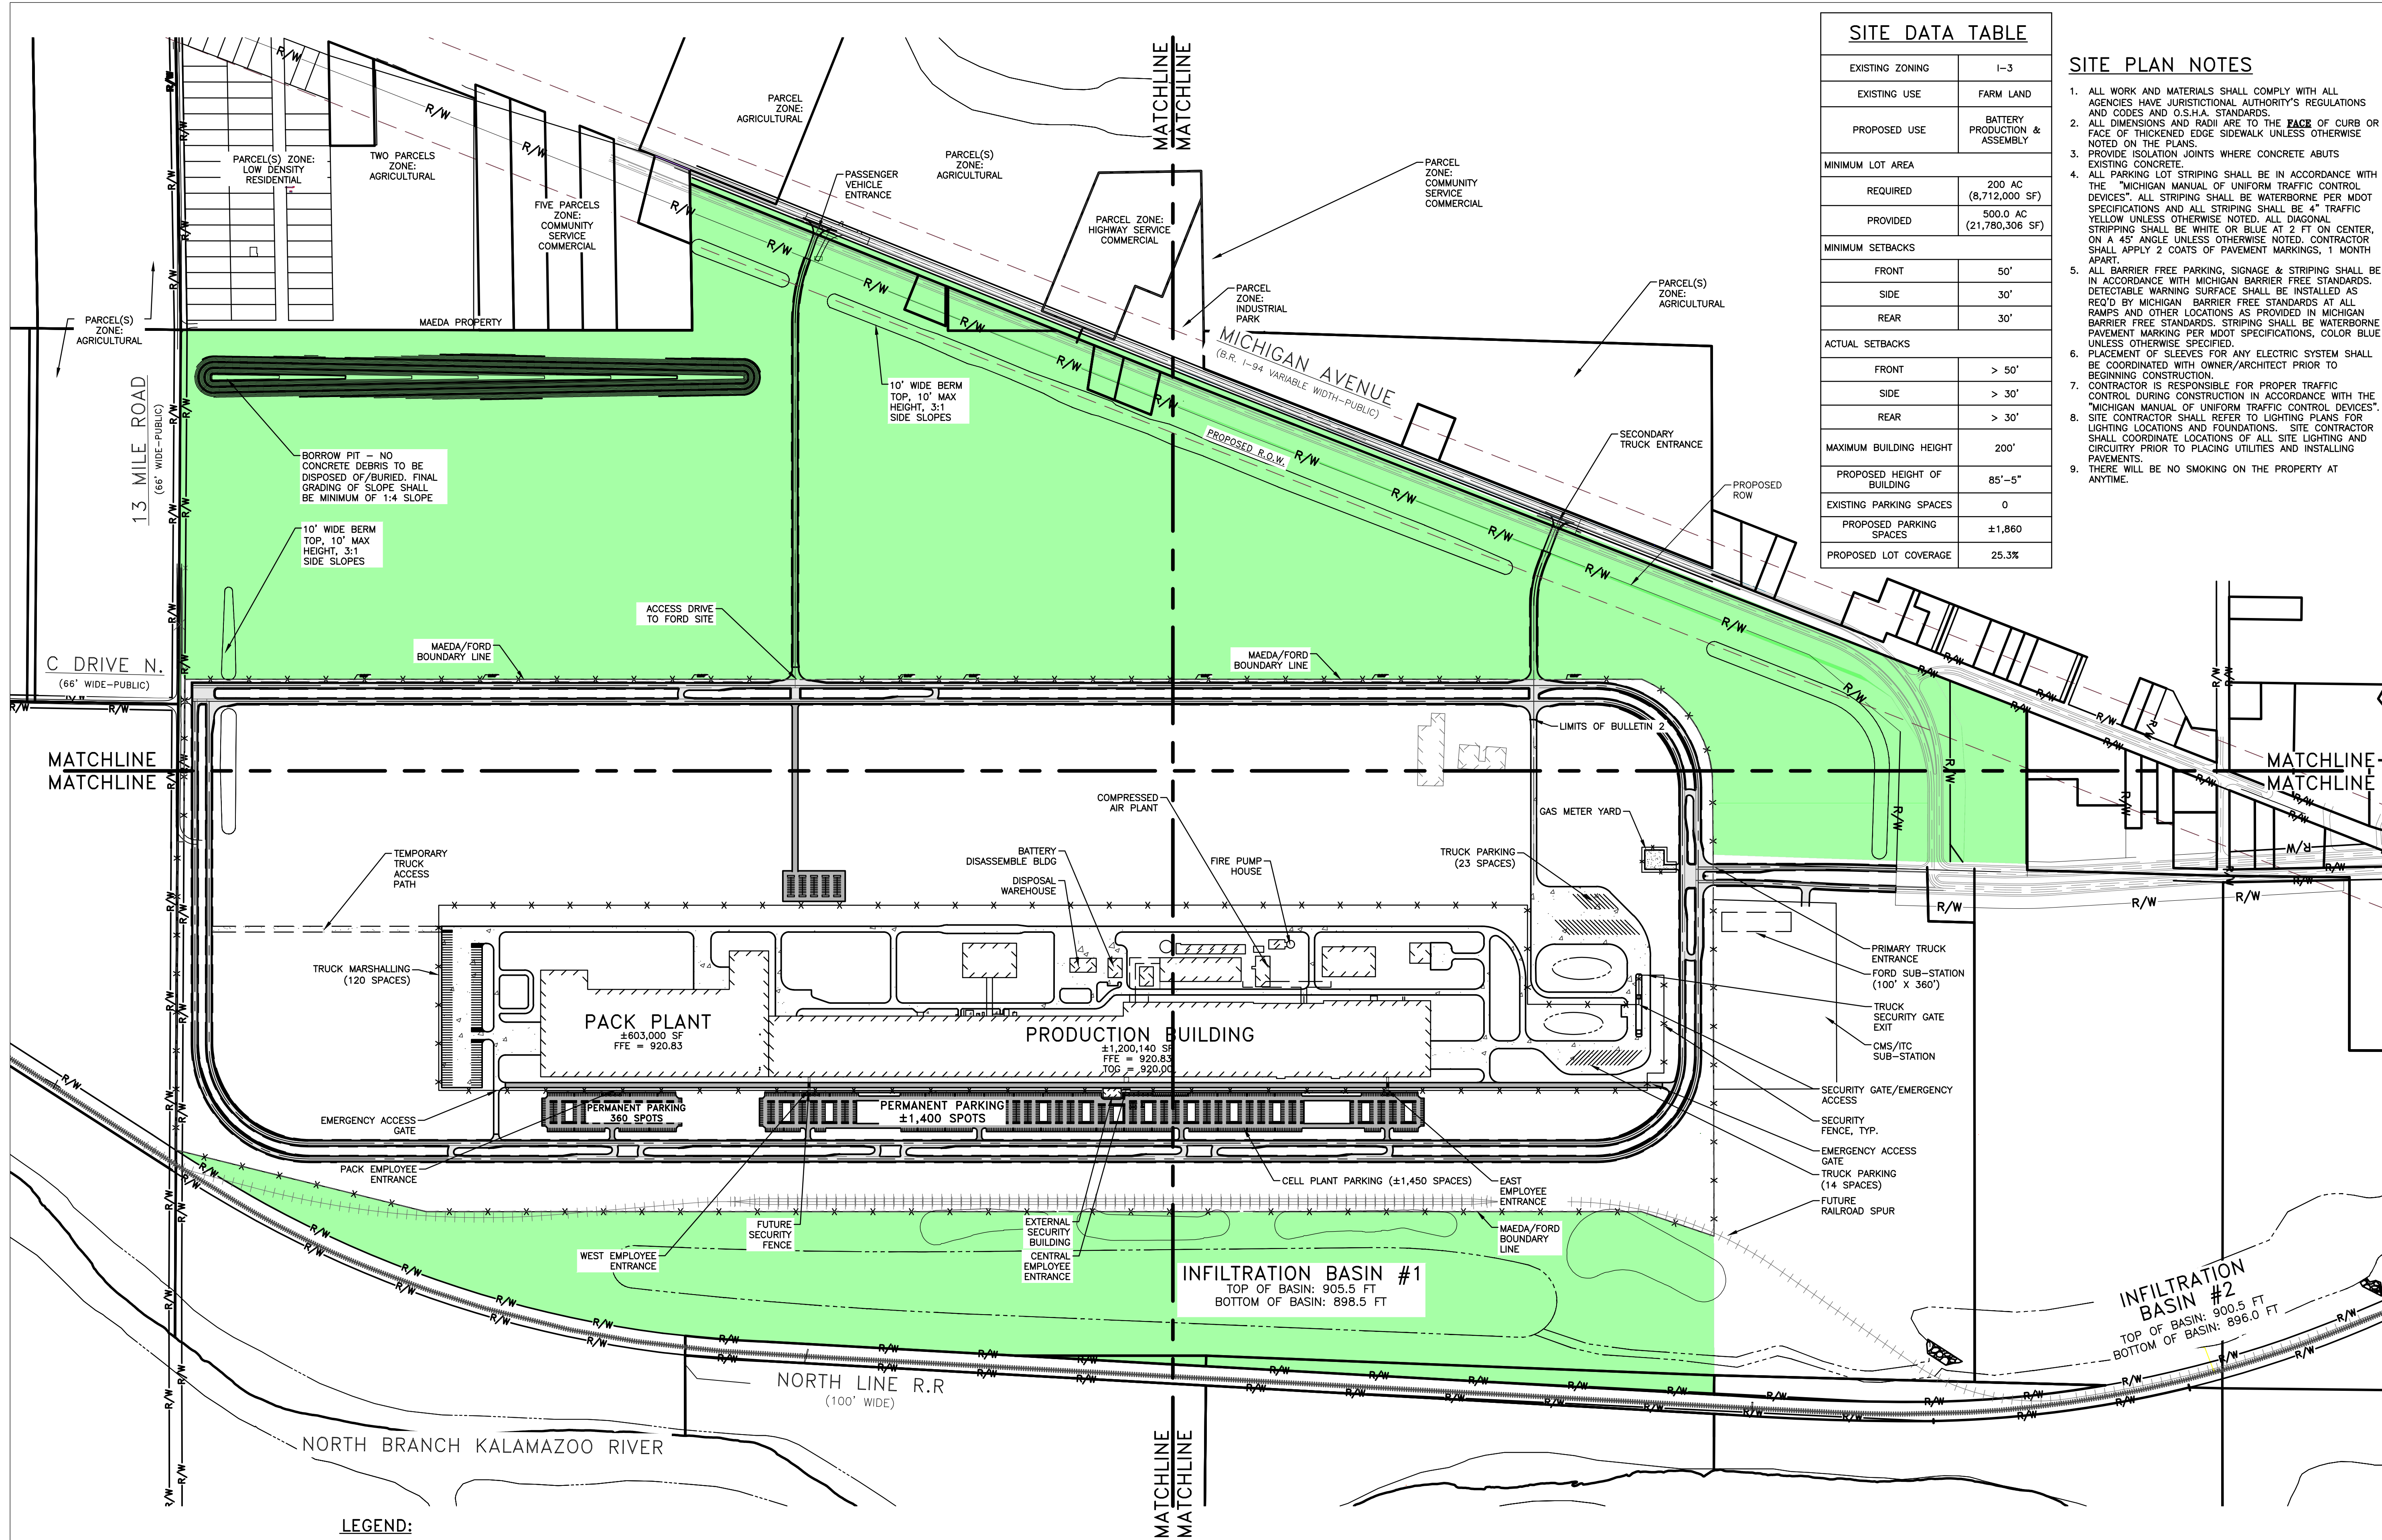 SITE DATA TABLE
EXISTING ZONING I-3
EXISTING USE FARM LAND
PROPOSED USE BATTERY PRODUCTION & ASSEMBLY
MINIMUM LOT AREA
REQUIRED 200 AC (8,712,000 SF)
PROVIDED 500.0 AC (21,780,306 SF)
MINIMUM SETBACKS
FRONT 50'
SIDE 30'
REAR 30'
ACTUAL SETBACKS
FRONT > 50'
SIDE > 30'
REAR > 30'
MAXIMUM BUILDING HEIGHT 200'
PROPOSED HEIGHT OF BUILDING 85'-5"
EXISTING PARKING SPACES 0
PROPOSED PARKING SPACES ±1,860
PROPOSED LOT COVERAGE 25.3%
SITE PLAN NOTES
1. ALL WORK AND MATERIALS SHALL COMPLY WITH ALL
AGENCIES HAVE JURISTICTIONAL AUTHORITY'S REGULATIONS
AND CODES AND O.S.H.A. STANDARDS.
2. ALL DIMENSIONS AND RADII ARE TO THE FACE OF CURB OR
FACE OF THICKENED EDGE SIDEWALK UNLESS OTHERWISE
NOTED ON THE PLANS.
3. PROVIDE ISOLATION JOINTS WHERE CONCRETE ABUTS
EXISTING CONCRETE.
4. ALL PARKING LOT STRIPING SHALL BE IN ACCORDANCE WITH
THE "MICHIGAN MANUAL OF UNIFORM TRAFFIC CONTROL
DEVICES". ALL STRIPING SHALL BE WATERBORNE PER MDOT
SPECIFICATIONS AND ALL STRIPING SHALL BE 4" TRAFFIC
YELLOW UNLESS OTHERWISE NOTED. ALL DIAGONAL
STRIPPING SHALL BE WHITE OR BLUE AT 2 FT ON CENTER,
ON A 45° ANGLE UNLESS OTHERWISE NOTED. CONTRACTOR
SHALL APPLY 2 COATS OF PAVEMENT MARKINGS, 1 MONTH
APART.
5. ALL BARRIER FREE PARKING, SIGNAGE & STRIPING SHALL BE
IN ACCORDANCE WITH MICHIGAN BARRIER FREE STANDARDS.
DETECTABLE WARNING SURFACE SHALL BE INSTALLED AS
REQ'D BY MICHIGAN BARRIER FREE STANDARDS AT ALL
RAMPS AND OTHER LOCATIONS AS PROVIDED IN MICHIGAN
BARRIER FREE STANDARDS. STRIPING SHALL BE WATERBORNE
PAVEMENT MARKING PER MDOT SPECIFICATIONS, COLOR BLUE
UNLESS OTHERWISE SPECIFIED.
6. PLACEMENT OF SLEEVES FOR ANY ELECTRIC SYSTEM SHALL
BE COORDINATED WITH OWNER/ARCHITECT PRIOR TO
BEGINNING CONSTRUCTION.
7. CONTRACTOR IS RESPONSIBLE FOR PROPER TRAFFIC
CONTROL DURING CONSTRUCTION IN ACCORDANCE WITH THE
"MICHIGAN MANUAL OF UNIFORM TRAFFIC CONTROL DEVICES".
8. SITE CONTRACTOR SHALL REFER TO LIGHTING PLANS FOR
LIGHTING LOCATIONS AND FOUNDATIONS. SITE CONTRACTOR
SHALL COORDINATE LOCATIONS OF ALL SITE LIGHTING AND
CIRCUITRY PRIOR TO PLACING UTILITIES AND INSTALLING
PAVEMENTS.
9. THERE WILL BE NO SMOKING ON THE PROPERTY AT
ANYTIME.
MATCHLINE
MATCHLINE
PARCEL
ZONE:
AGRICULTURAL
PARCEL(S) ZONE:
LOW DENSITY
RESIDENTIAL
TWO PARCELS
ZONE:
AGRICULTURAL
FIVE PARCELS
ZONE:
COMMUNITY
SERVICE
COMMERCIAL
PARCEL(S)
ZONE:
AGRICULTURAL
PASSENGER
VEHICLE
ENTRANCE
PARCEL ZONE:
HIGHWAY SERVICE
COMMERCIAL
PARCEL
ZONE:
COMMUNITY
SERVICE
COMMERCIAL
PARCEL
ZONE:
INDUSTRIAL
PARK
PARCEL(S)
ZONE:
AGRICULTURAL
PARCEL(S)
ZONE:
AGRICULTURAL
MAEDA PROPERTY
MICHIGAN AVENUE
(B.R. I-94 VARIABLE WIDTH-PUBLIC)
13 MILE ROAD
(66' WIDE-PUBLIC)
10' WIDE BERM
TOP, 10' MAX
HEIGHT, 3:1
SIDE SLOPES
BORROW PIT - NO
CONCRETE DEBRIS TO BE
DISPOSED OF/BURIED. FINAL
GRADING OF SLOPE SHALL
BE MINIMUM OF 1:4 SLOPE
10' WIDE BERM
TOP, 10' MAX
HEIGHT, 3:1
SIDE SLOPES
PROPOSED R.O.W.
SECONDARY
TRUCK ENTRANCE
PROPOSED
ROW
ACCESS DRIVE
TO FORD SITE
MAEDA/FORD
BOUNDARY LINE
MAEDA/FORD
BOUNDARY LINE
C DRIVE N.
(66' WIDE-PUBLIC)
R/W
LIMITS OF BULLETIN 2
MATCHLINE
MATCHLINE
MATCHLINE
MATCHLINE
COMPRESSED
AIR PLANT
GAS METER YARD
TEMPORARY
TRUCK
ACCESS
PATH
BATTERY
DISASSEMBLE BLDG
DISPOSAL
WAREHOUSE
FIRE PUMP
HOUSE
TRUCK PARKING
(23 SPACES)
TRUCK MARSHALLING
(120 SPACES)
PRIMARY TRUCK
ENTRANCE
FORD SUB-STATION
(100' X 360')
TRUCK
SECURITY GATE
EXIT
CMS/ITC
SUB-STATION
PACK PLANT
±603,000 SF
FFE = 920.83
PRODUCTION BUILDING
±1,200,140 SF
FFE = 920.83
TOG = 920.00
SECURITY GATE/EMERGENCY
ACCESS
SECURITY
FENCE, TYP.
EMERGENCY ACCESS
GATE
TRUCK PARKING
(14 SPACES)
FUTURE
RAILROAD SPUR
PERMANENT PARKING
360 SPOTS
PERMANENT PARKING
±1,400 SPOTS
EMERGENCY ACCESS
GATE
PACK EMPLOYEE
ENTRANCE
CELL PLANT PARKING (±1,450 SPACES)
EAST
EMPLOYEE
ENTRANCE
FUTURE
SECURITY
FENCE
EXTERNAL
SECURITY
BUILDING
MAEDA/FORD
BOUNDARY
LINE
WEST EMPLOYEE
ENTRANCE
CENTRAL
EMPLOYEE
ENTRANCE
INFILTRATION BASIN #1
TOP OF BASIN: 905.5 FT
BOTTOM OF BASIN: 898.5 FT
INFILTRATION
BASIN #2
TOP OF BASIN: 900.5 FT
BOTTOM OF BASIN: 896.0 FT
NORTH LINE R.R
(100' WIDE)
NORTH BRANCH KALAMAZOO RIVER
MATCHLINE
MATCHLINE
LEGEND: